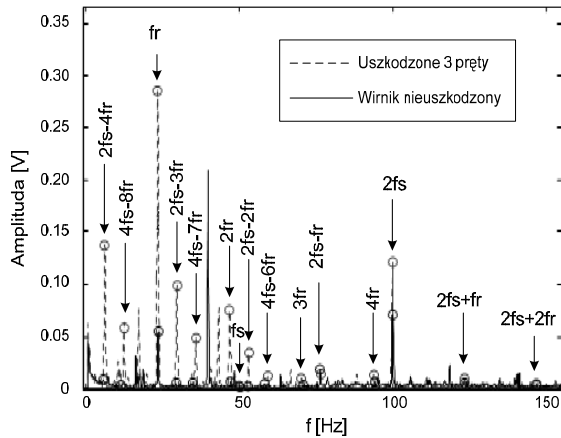 0.35
0.30
0.25
0.20
0.15
0.10
0.05
0
Amplituda [V]
2fs-4fr
4fs-8fr
fr
2fs-3fr
4fs-7fr
2fr
fs
2fs-2fr
4fs-6fr
3fr
2fs-fr
4fr
2fs
2fs+fr
2fs+2fr
Uszkodzone 3 pręty
Wirnik nieuszkodzony
0
50
100
150
f [Hz]